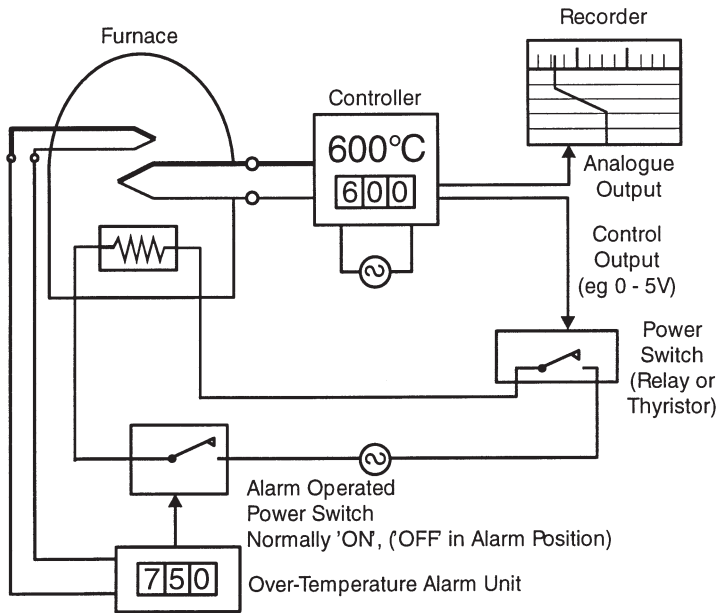 Recorder
Furnace
Controller
600°C
600
Analogue
Output
Control
Output
(eg 0 - 5V)
Power
Switch
(Relay or
Thyristor)
Alarm Operated
Power Switch
Normally 'ON', ('OFF' in Alarm Position)
750
Over-Temperature Alarm Unit